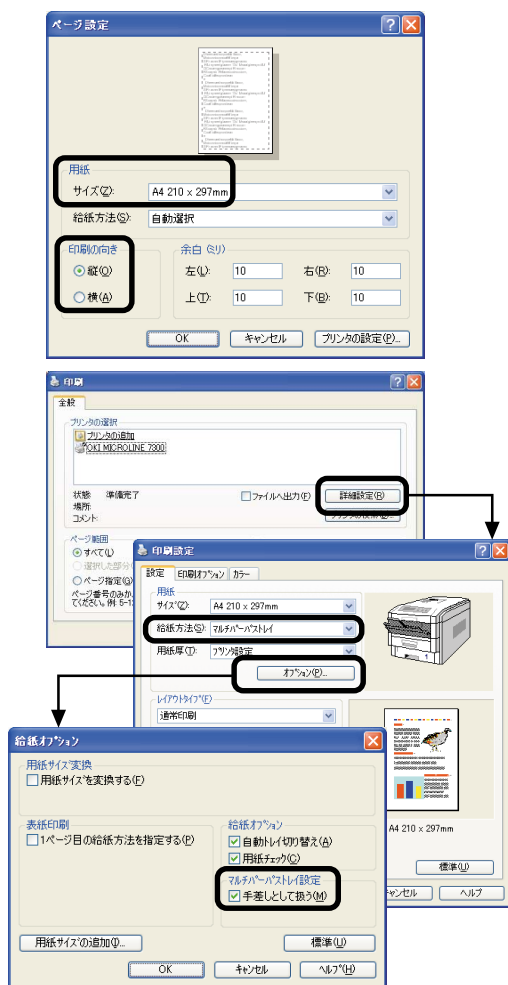 ページ設定
用紙
サイズ(Z): A4 210 x 297mm
給紙方法(S): 自動選択
印刷の向き
縦(O)
横(A)
余白 (ミリ)
左(L): 10 右(R): 10
上(T): 10 下(B): 10
OK キャンセル プリンタの設定(P)...
印刷
全般
プリンタの選択
プリンタの追加
OKI MICROLINE 7300
状態: 準備完了
場所:
コメント:
ファイルへ出力(F) 詳細設定(R)
ページ範囲
すべて(L)
選択した部分
ページ指定(G)
印刷設定
設定 印刷オプション カラー
用紙
サイズ(Z): A4 210 x 297mm
給紙方法(S): マルチパーパストレイ
用紙厚(T): プリンタ設定
オプション(P)...
レイアウトタイプ(E)
通常印刷
A4 210 x 297mm
標準(U)
キャンセル ヘルプ
給紙オプション
用紙サイズ変換
用紙サイズを変換する(F)
表紙印刷
1ページ目の給紙方法を指定する(P)
給紙オプション
自動トレイ切り替え(A)
用紙チェック(C)
マルチパーパストレイ設定
手差しとして扱う(M)
用紙サイズの追加(I)... 標準(U)
OK キャンセル ヘルプ(H)